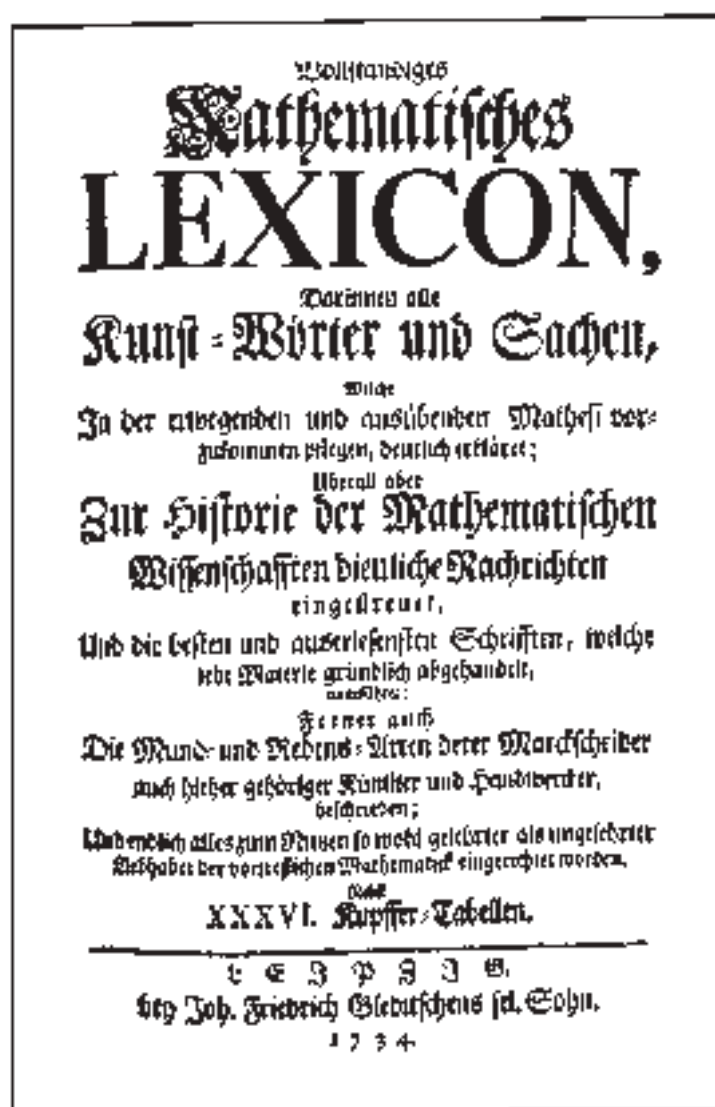 Vollständiges
Mathematisches
LEXICON,
Darinnen alle
Kunst-Wörter und Sachen,
Welche
In der erwegenden und ausübenden Mathesi vor-
zukommen pflegen, deutlich erkläret;
Uberall aber
Zur Historie der Mathematischen
Wissenschafften dienliche Nachrichten
eingestreuet,
Und die besten und auserlesensten Schrifften, welche
jede Materie gründlich abgehandelt,
Ferner auch
Die Mund- und Redens-Arten derer Marckscheider
auch hieher gehöriger Künstler und Handwercker,
beschrieben;
Und endlich alles zum Nutzen so wohl gelehrter als ungelehrter
Liebhaber der vortrefflichen Mathematick eingerichtet worden.
XXXVI. Kupffer-Tabellen.
LEIPZIG.
bey Joh. Friedrich Gleditschens sel. Sohn.
1734.